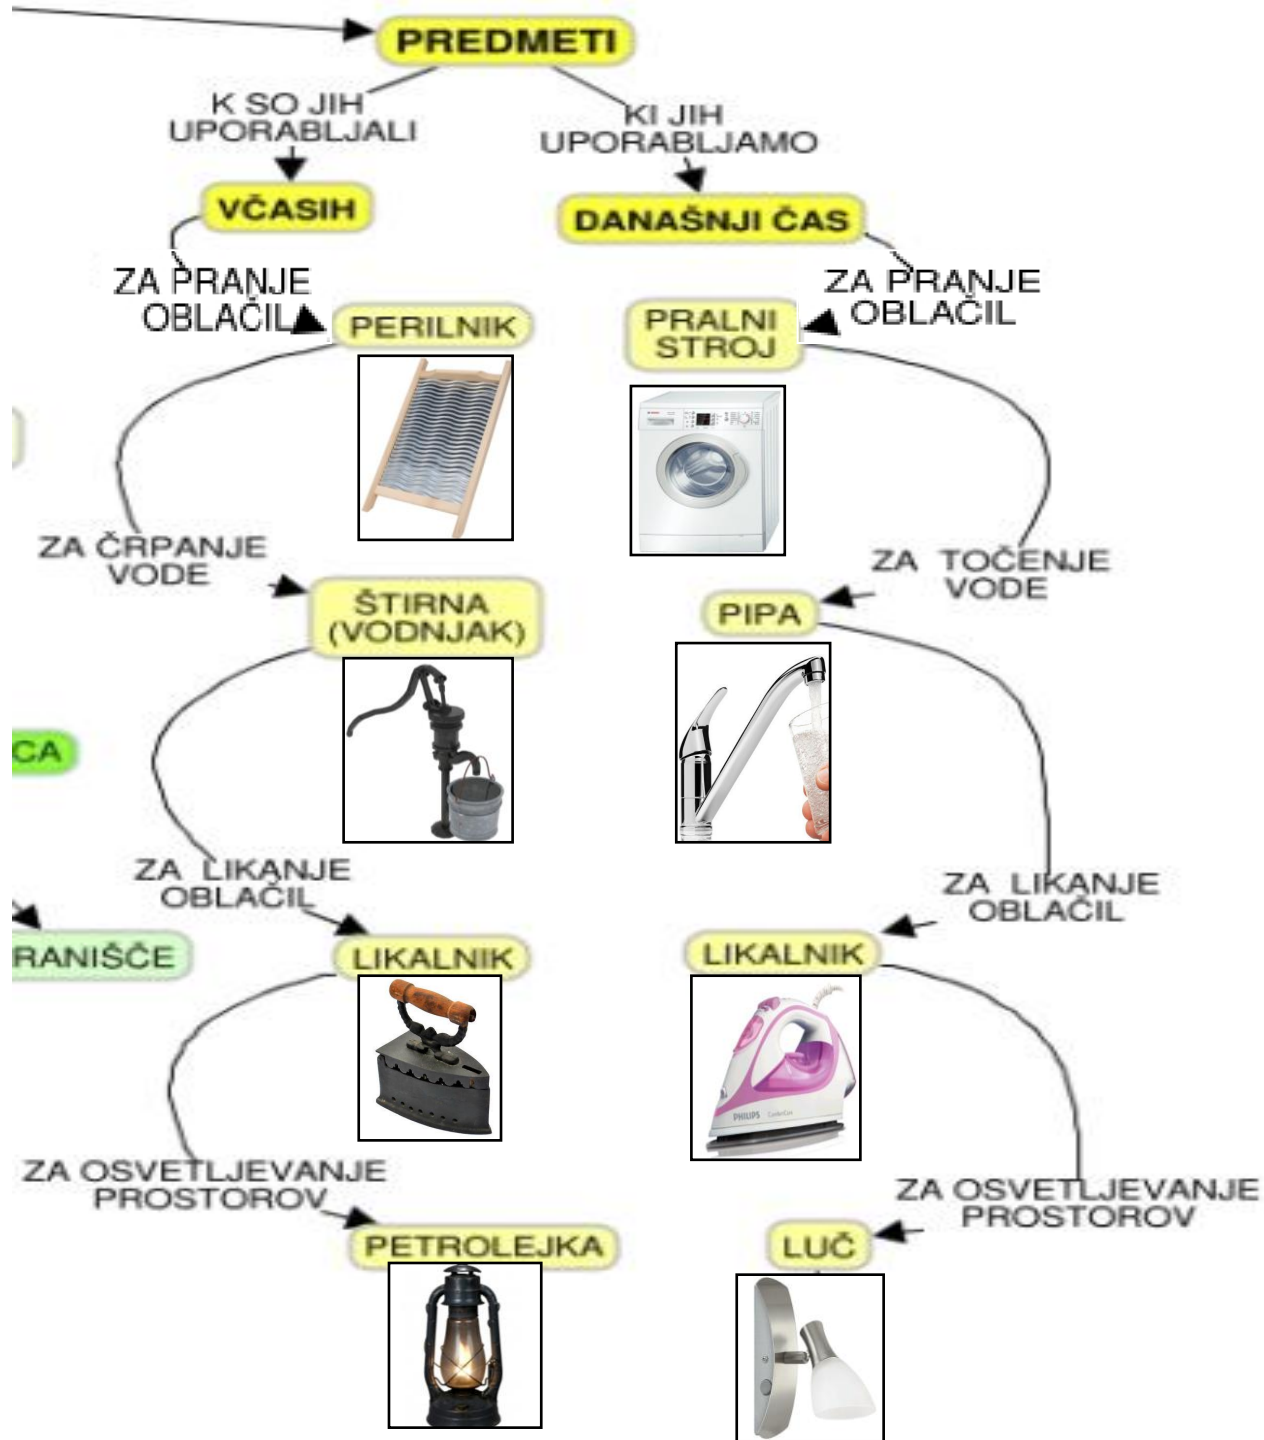 PREDMETI
K SO JIH
UPORABLJALI
KI JIH
UPORABLJAMO
VČASIH
DANAŠNJI ČAS
ZA PRANJE
OBLAČIL
ZA PRANJE
OBLAČIL
PERILNIK
PRALNI
STROJ
ZA ČRPANJE
VODE
ZA TOČENJE
VODE
ŠTIRNA
(VODNJAK)
PIPA
CA
ZA LIKANJE
OBLAČIL
ZA LIKANJE
OBLAČIL
RANIŠČE
LIKALNIK
LIKALNIK
PHILIPS
ZA OSVETLJEVANJE
PROSTOROV
ZA OSVETLJEVANJE
PROSTOROV
PETROLEJKA
LUČ